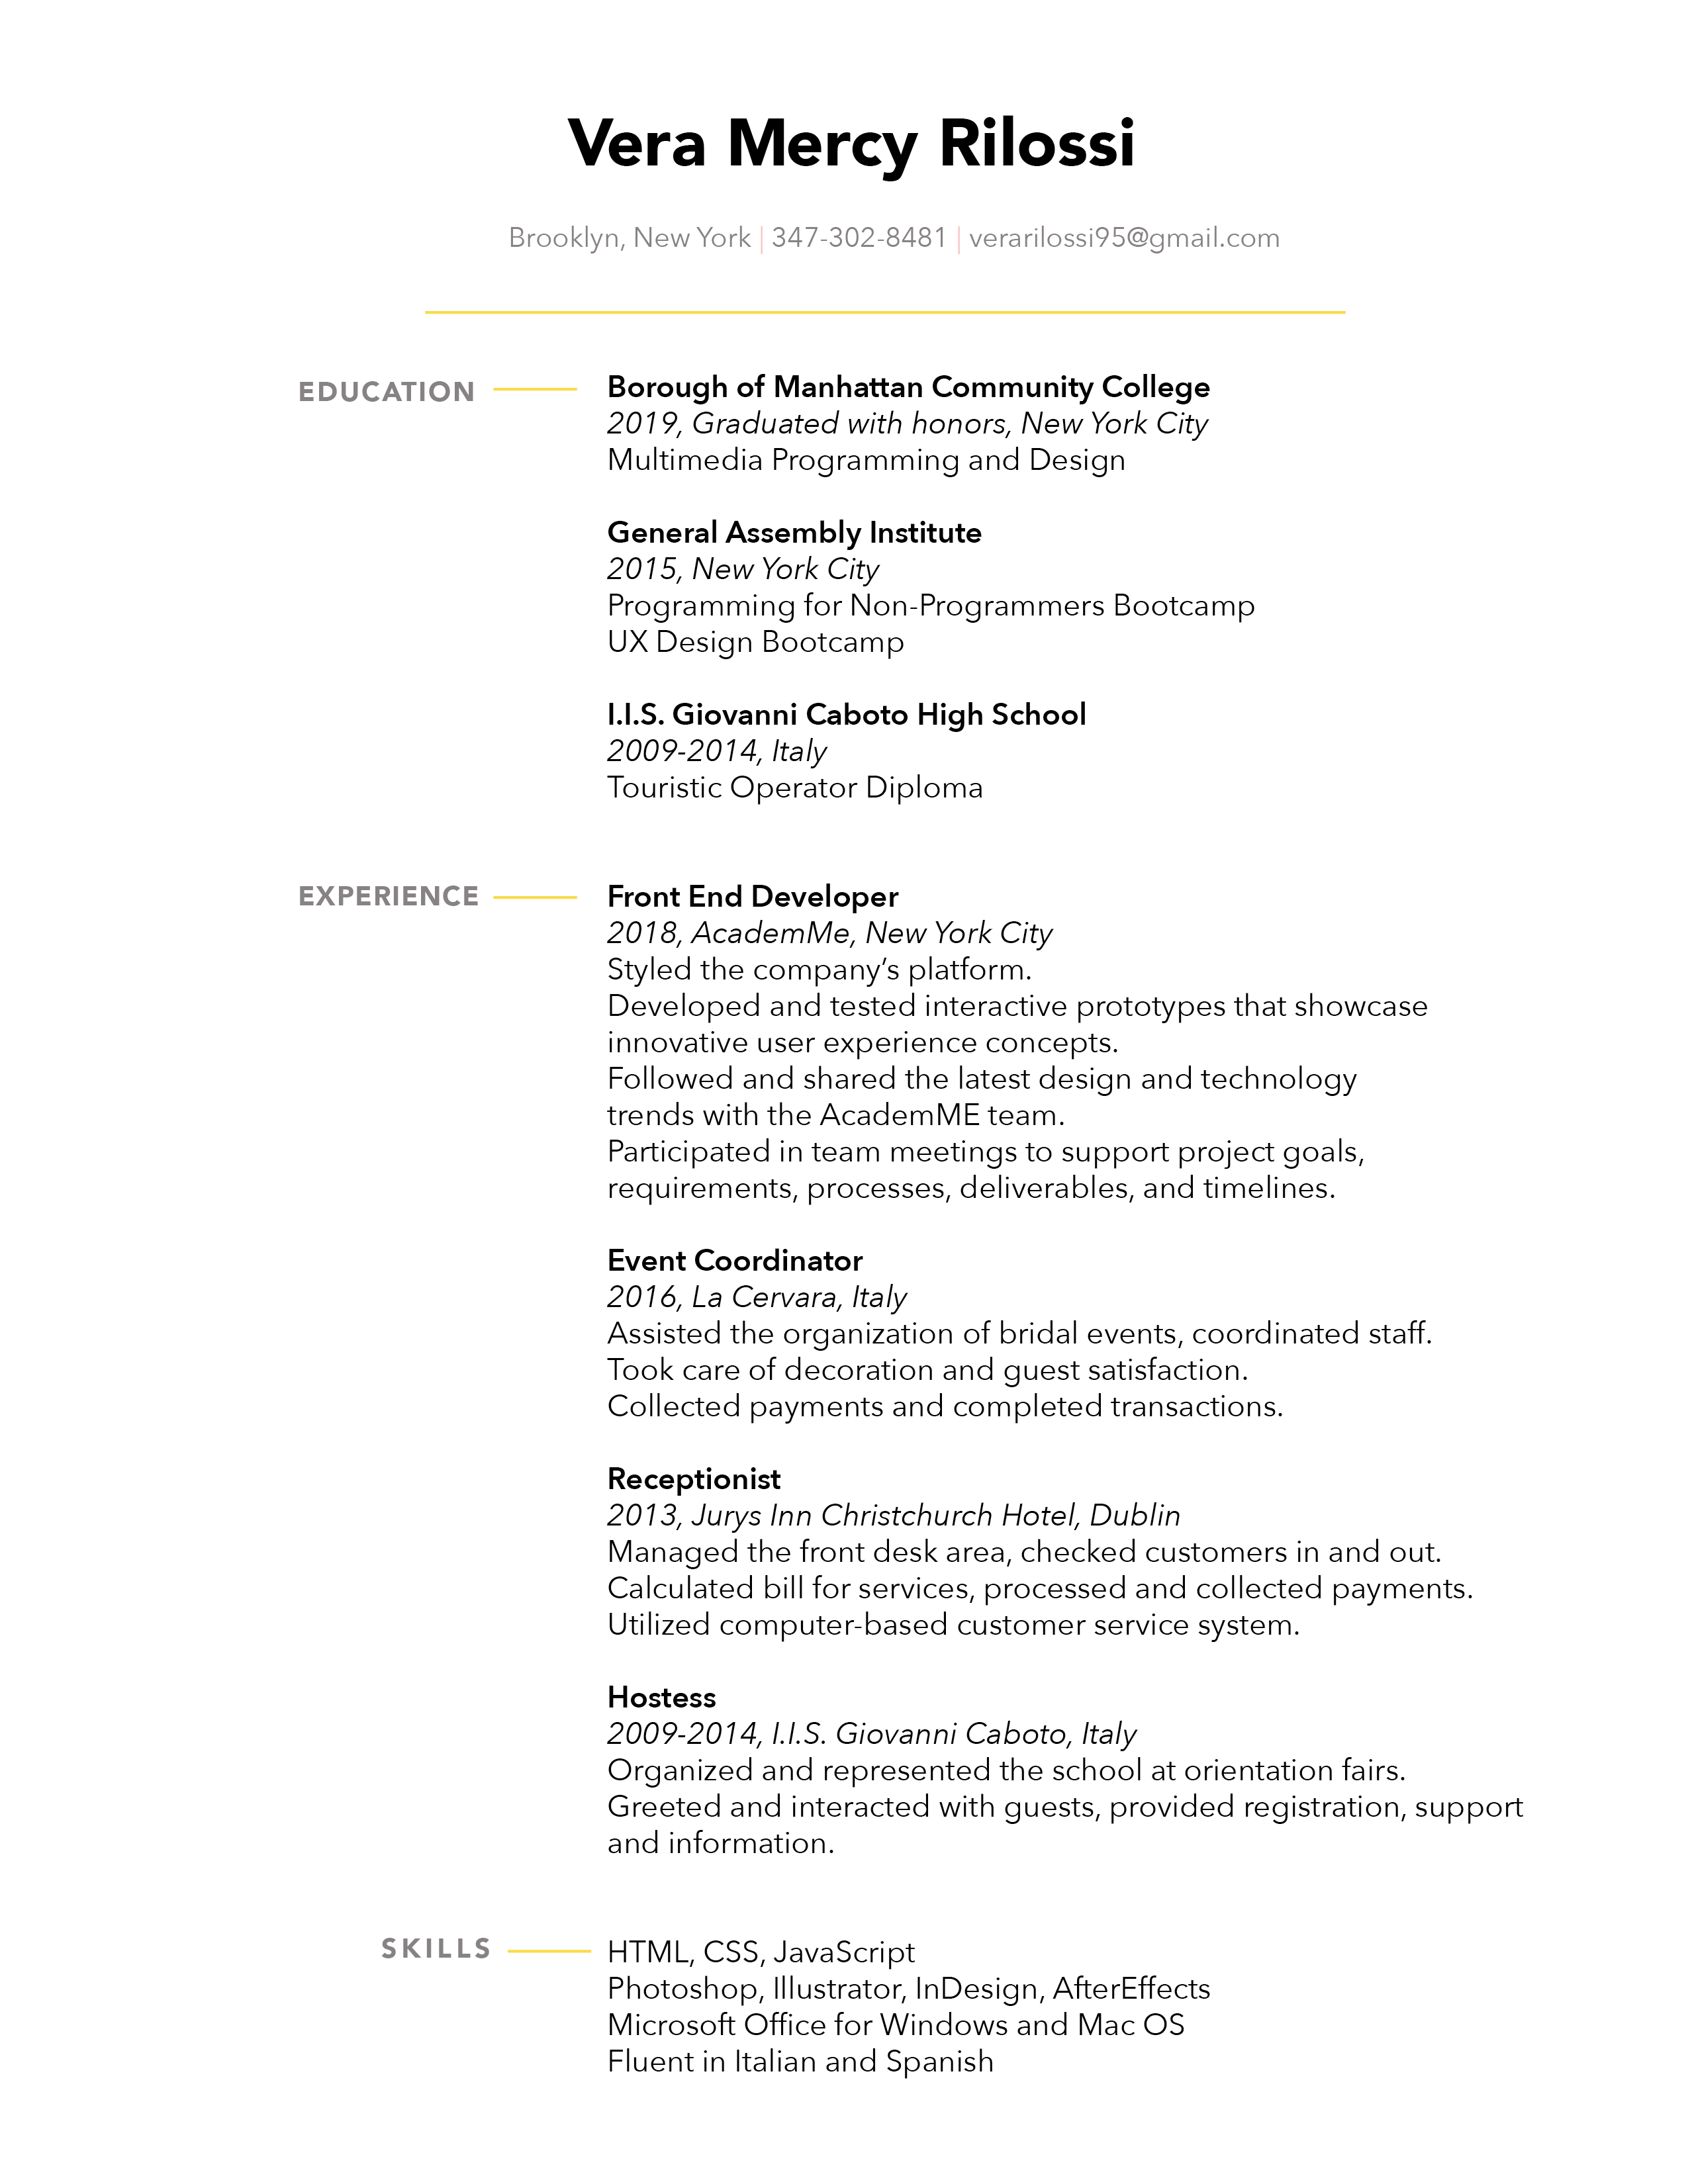 Vera Mercy Rilossi
Brooklyn, New York | 347-302-8481 | verarilossi95@gmail.com
EDUCATION
Borough of Manhattan Community College
2019, Graduated with honors, New York City
Multimedia Programming and Design
General Assembly Institute
2015, New York City
Programming for Non-Programmers Bootcamp
UX Design Bootcamp
I.I.S. Giovanni Caboto High School
2009-2014, Italy
Touristic Operator Diploma
EXPERIENCE
Front End Developer
2018, AcademMe, New York City
Styled the company’s platform.
Developed and tested interactive prototypes that showcase
innovative user experience concepts.
Followed and shared the latest design and technology
trends with the AcademME team.
Participated in team meetings to support project goals,
requirements, processes, deliverables, and timelines.
Event Coordinator
2016, La Cervara, Italy
Assisted the organization of bridal events, coordinated staff.
Took care of decoration and guest satisfaction.
Collected payments and completed transactions.
Receptionist
2013, Jurys Inn Christchurch Hotel, Dublin
Managed the front desk area, checked customers in and out.
Calculated bill for services, processed and collected payments.
Utilized computer-based customer service system.
Hostess
2009-2014, I.I.S. Giovanni Caboto, Italy
Organized and represented the school at orientation fairs.
Greeted and interacted with guests, provided registration, support
and information.
SKILLS
HTML, CSS, JavaScript
Photoshop, Illustrator, InDesign, AfterEffects
Microsoft Office for Windows and Mac OS
Fluent in Italian and Spanish